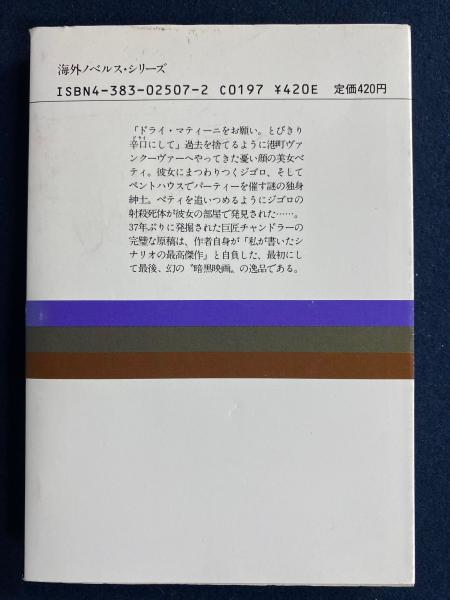 海外ノベルス・シリーズ
ISBN4-383-02507-2 C0197 ¥420E 定価420円
「ドライ・マティーニをお願い。とびきり
ドライ
辛口にして」過去を捨てるように港町ヴァ
ンクーヴァーへやってきた憂い顔の美女ベ
ティ。彼女にまつわりつくジゴロ、そして
ペントハウスでパーティーを催す謎の独身
紳士。ベティを追いつめるようにジゴロの
射殺死体が彼女の部屋で発見された……。
37年ぶりに発掘された巨匠チャンドラーの
完璧な原稿は、作者自身が「私が書いたシ
ナリオの最高傑作」と自負した、最初にし
て最後、幻の〝暗黒映画〟の逸品である。